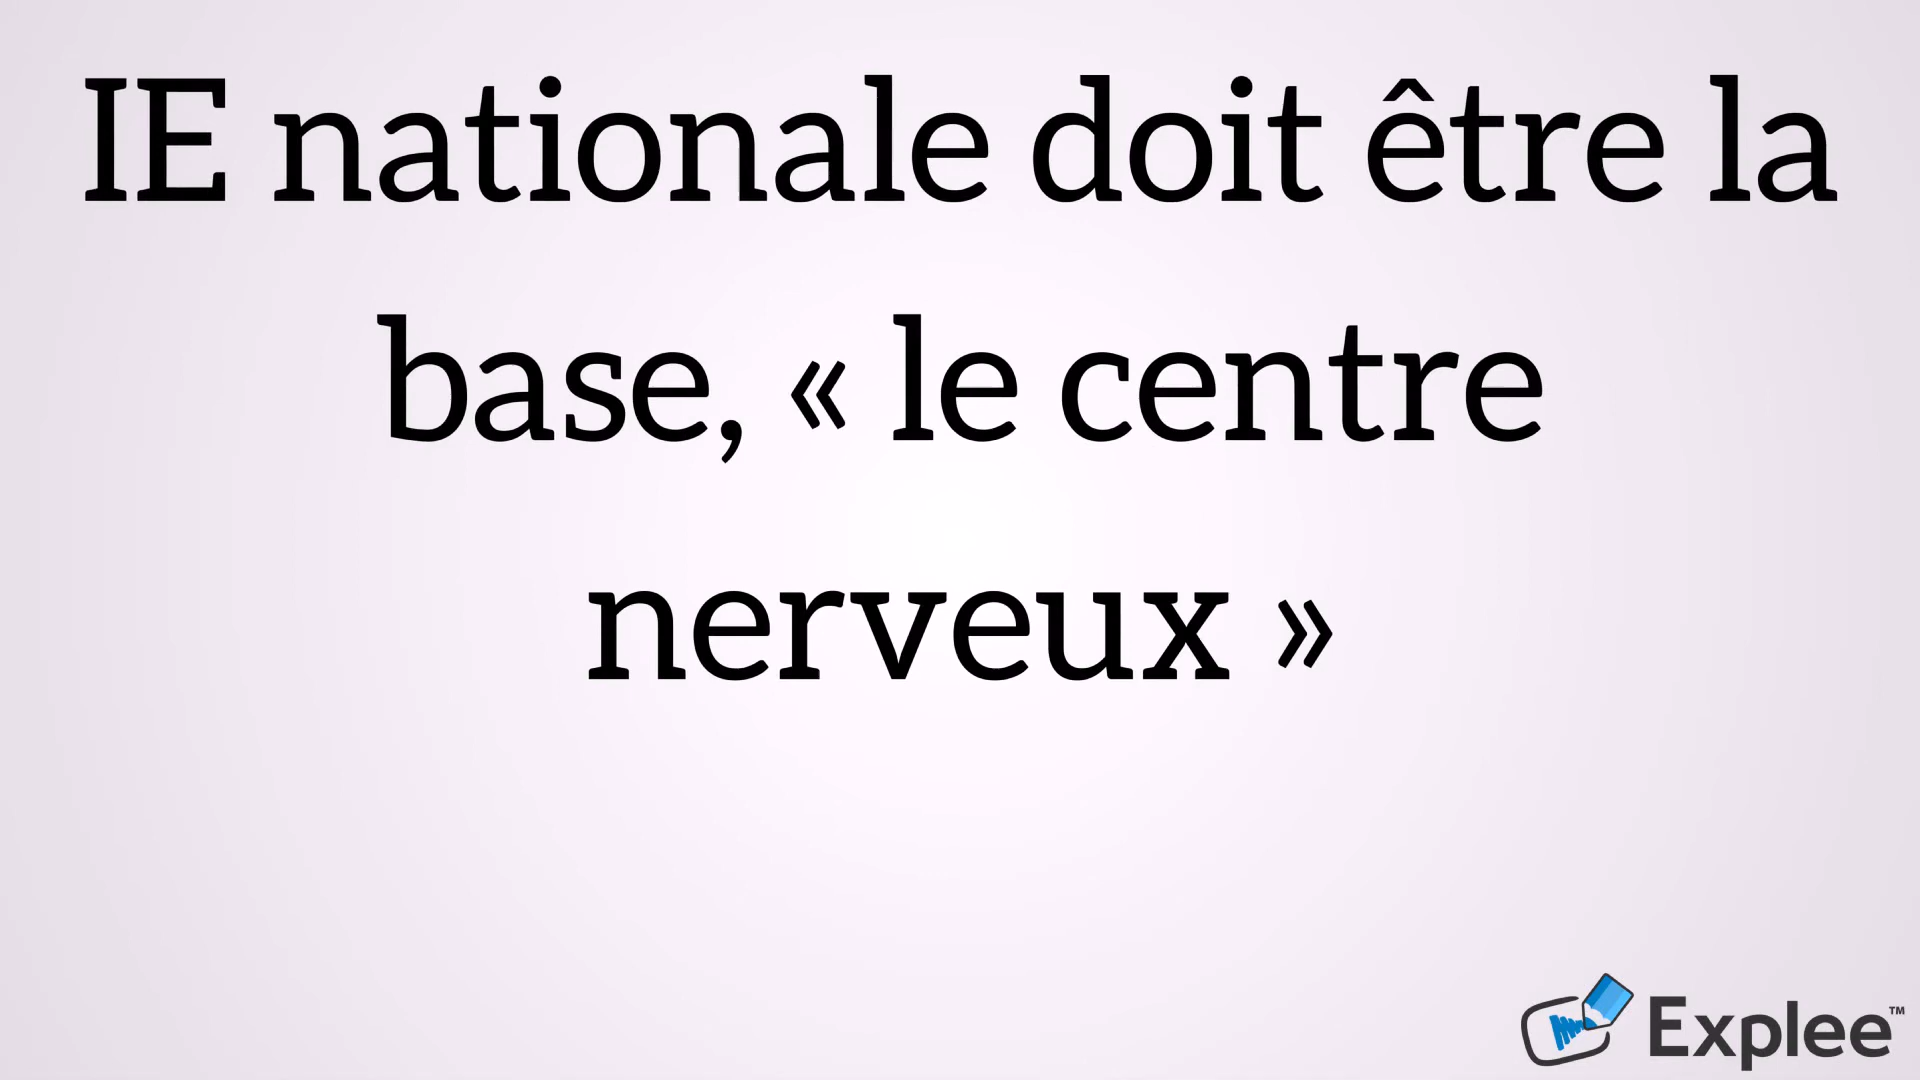 IE nationale doit être la
base, « le centre
nerveux »
Explee™